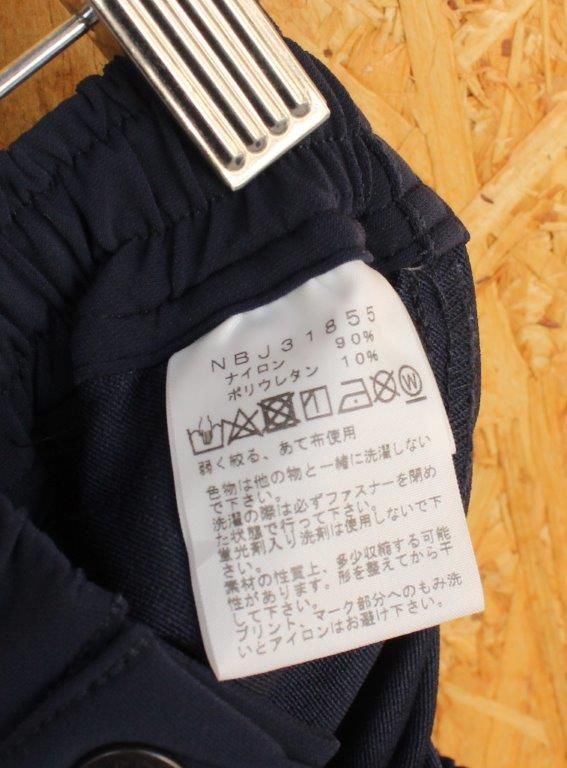 NBJ31855
ナイロン 90%
ポリウレタン 10%
W
弱く絞る、あて布使用
色物は他の物と一緒に洗濯しない
で下さい。
洗濯の際は必ずファスナーを閉め
た状態で行って下さい。
蛍光剤入り洗剤は使用しないで下
さい。
素材の性質上、多少収縮する可能
性があります。形を整えてから干
して下さい。
プリント、マーク部分へのもみ洗
いとアイロンはお避け下さい。